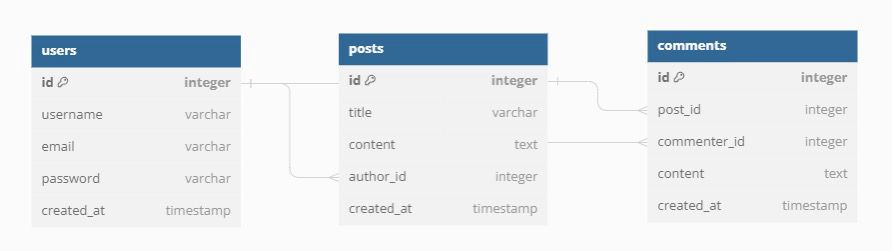 users
id integer
username varchar
email varchar
password varchar
created_at timestamp
posts
id integer
title varchar
content text
author_id integer
created_at timestamp
comments
id integer
post_id integer
commenter_id integer
content text
created_at timestamp